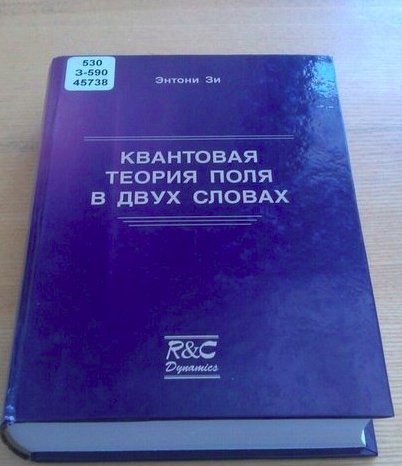 530
З-590
45738
Энтони Зи
КВАНТОВАЯ
ТЕОРИЯ ПОЛЯ
В ДВУХ СЛОВАХ
R&C
Dynamics